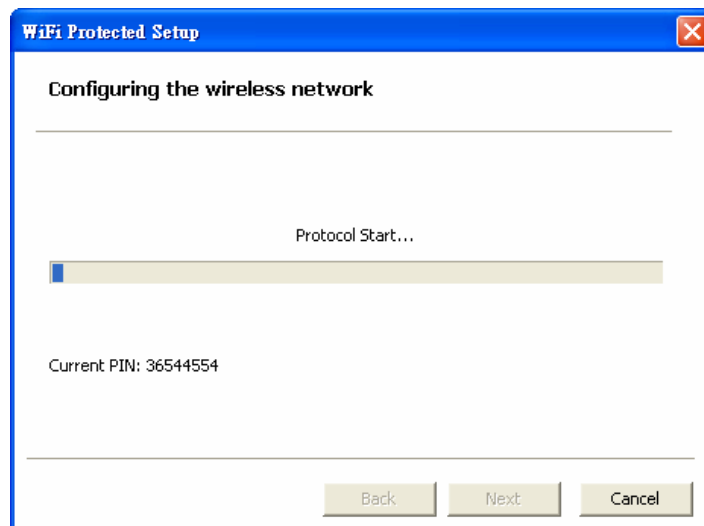 WiFi Protected Setup
Configuring the wireless network
Protocol Start...
Current PIN: 36544554
Back Next Cancel